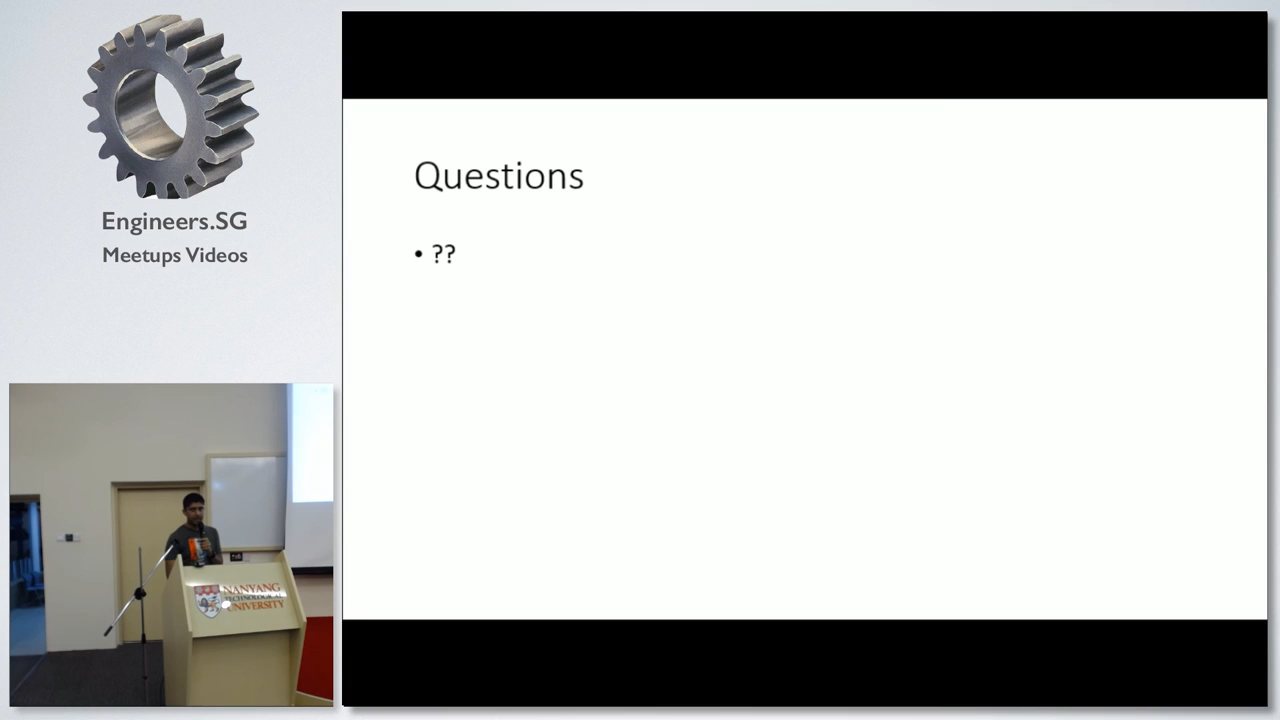 Engineers.SG
Meetups Videos
Questions
• ??
NANYANG
TECHNOLOGICAL
UNIVERSITY